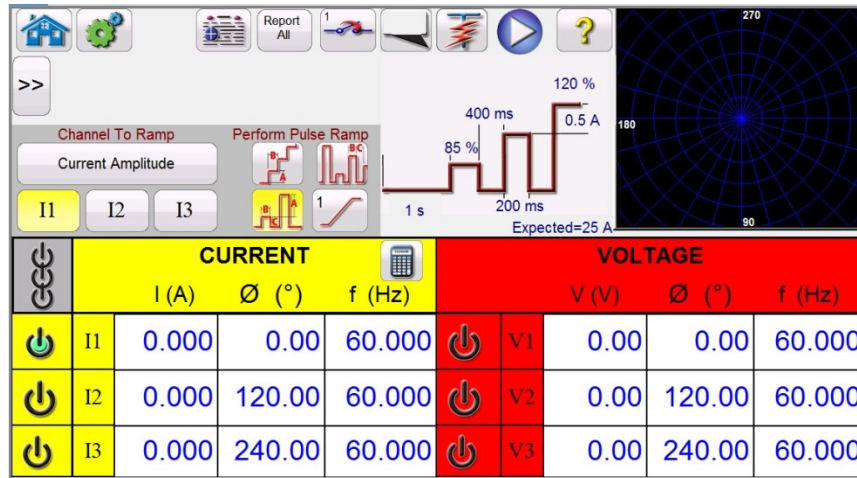 Report
All
1
?
>>
Channel To Ramp
Perform Pulse Ramp
Current Amplitude
B
A
B C
I1
I2
I3
B
A
C
1
120 %
400 ms
0.5 A
85 %
1 s
200 ms
Expected=25 A
270
180
90
CURRENT
VOLTAGE
I (A) Ø (°) f (Hz)
V (V) Ø (°) f (Hz)
I1 0.000 0.00 60.000 V1 0.00 0.00 60.000
I2 0.000 120.00 60.000 V2 0.00 120.00 60.000
I3 0.000 240.00 60.000 V3 0.00 240.00 60.000